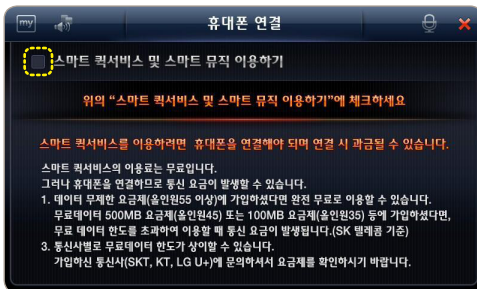 my
휴대폰 연결
스마트 퀵서비스 및 스마트 뮤직 이용하기
위의 “스마트 퀵서비스 및 스마트 뮤직 이용하기”에 체크하세요
스마트 퀵서비스를 이용하려면 휴대폰을 연결해야 되며 연결 시 과금될 수 있습니다.
스마트 퀵서비스의 이용료는 무료입니다.
그러나 휴대폰을 연결하므로 통신 요금이 발생할 수 있습니다.
1. 데이터 무제한 요금제(올인원55 이상)에 가입하셨다면 완전 무료로 이용할 수 있습니다.
무료데이터 500MB 요금제(올인원45) 또는 100MB 요금제(올인원35) 등에 가입하셨다면,
무료 데이터 한도를 초과하여 이용할 때 통신 요금이 발생됩니다.(SK 텔레콤 기준)
3. 통신사별로 무료데이터 한도가 상이할 수 있습니다.
가입하신 통신사(SKT, KT, LG U+)에 문의하셔서 요금제를 확인하시기 바랍니다.